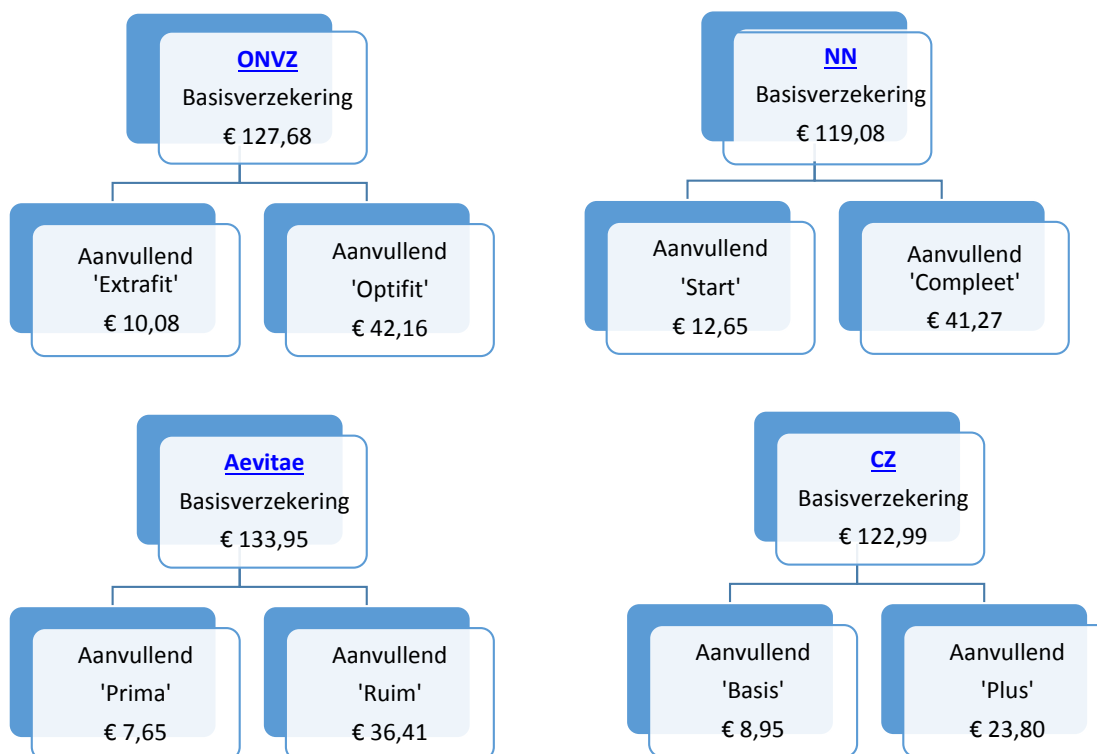 ONVZ
Basisverzekering
€ 127,68
Aanvullend
'Extrafit'
€ 10,08
Aanvullend
'Optifit'
€ 42,16
NN
Basisverzekering
€ 119,08
Aanvullend
'Start'
€ 12,65
Aanvullend
'Compleet'
€ 41,27
Aevitae
Basisverzekering
€ 133,95
Aanvullend
'Prima'
€ 7,65
Aanvullend
'Ruim'
€ 36,41
CZ
Basisverzekering
€ 122,99
Aanvullend
'Basis'
€ 8,95
Aanvullend
'Plus'
€ 23,80